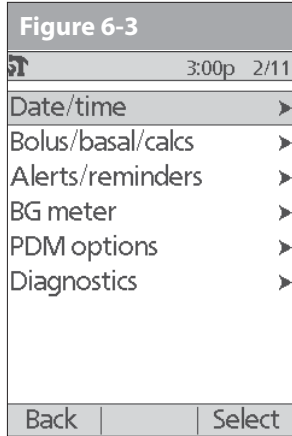 Figure 6-3
3:00p 2/11
Date/time
Bolus/basal/calcs
Alerts/reminders
BG meter
PDM options
Diagnostics
Back Select